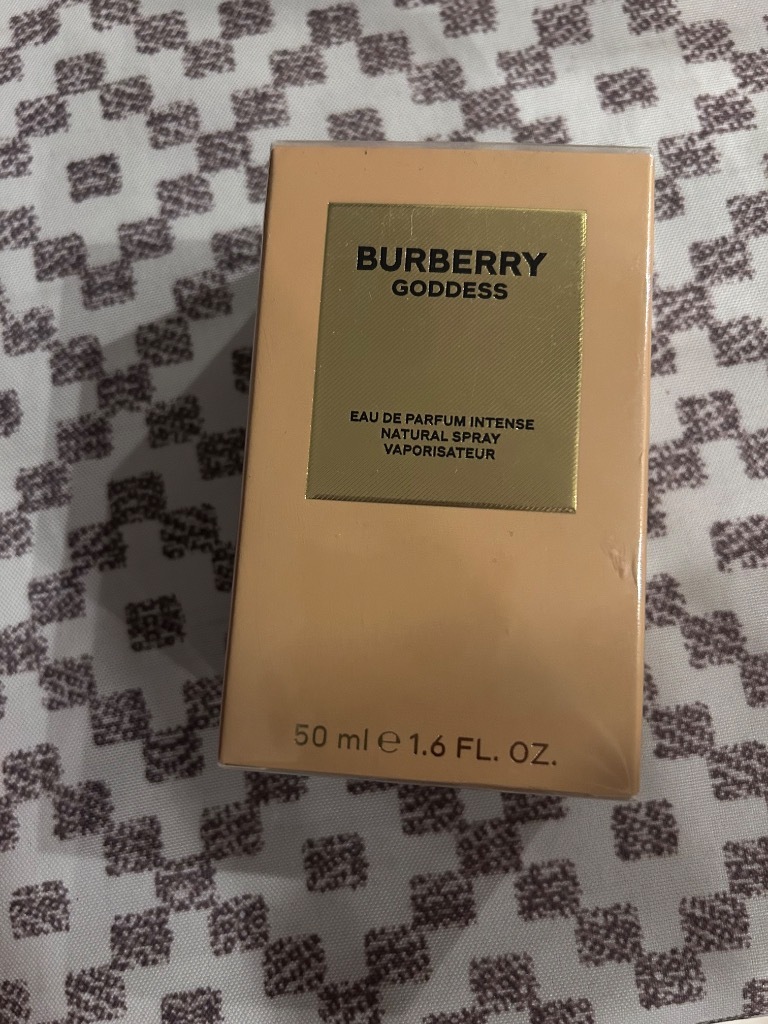 BURBERRY
GODDESS
EAU DE PARFUM INTENSE
NATURAL SPRAY
VAPORISATEUR
50 ml ℮ 1.6 FL. OZ.